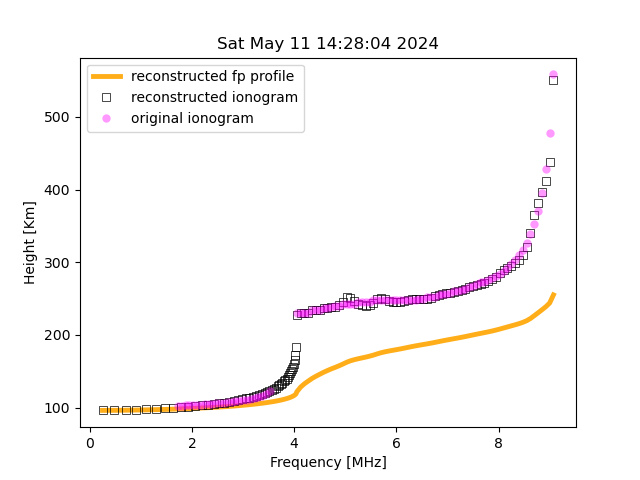 Sat May 11 14:28:04 2024
reconstructed fp profile
reconstructed ionogram
original ionogram
500
400
300
200
100
Height [Km]
0 2 4 6 8
Frequency [MHz]